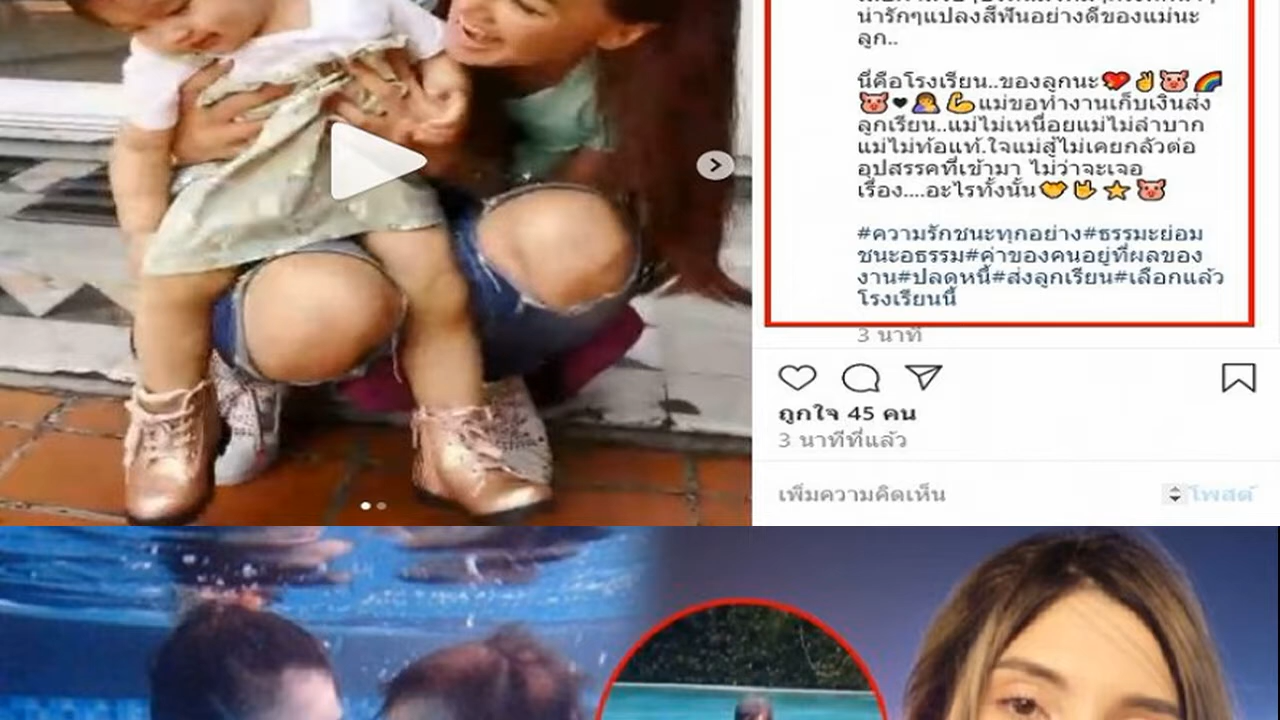 น่ารักๆแปลงสีฟันอย่างดีของแม่นะ
ลูก..
นี่คือโรงเรียน..ของลูกนะ💖✌️🐷🌈
🐷♥🤦‍♀️💪แม่ขอทำงานเก็บเงินส่ง
ลูกเรียน..แม่ไม่เหนื่อยแม่ไม่ลำบาก
แม่ไม่ท้อแท้.ใจแม่สู้ไม่เคยกลัวต่อ
อุปสรรคที่เข้ามา ไม่ว่าจะเจอ
เรื่อง....อะไรทั้งนั้น🤝🤘⭐🐷
#ความรักชนะทุกอย่าง#ธรรมะย่อม
ชนะอธรรม#ค่าของคนอยู่ที่ผลของ
งาน#ปลดหนี้#ส่งลูกเรียน#เลือกแล้ว
โรงเรียนนี้
3 นาที
ถูกใจ 45 คน
3 นาทีที่แล้ว
เพิ่มความคิดเห็น
โพสต์